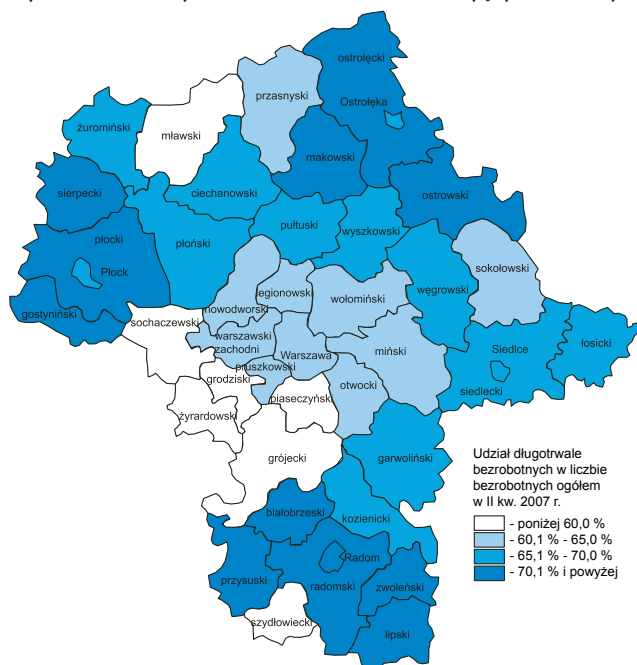 ostrołęcki
przasnyski
Ostrołęka
żuromiński
mławski
makowski
sierpecki
ciechanowski
ostrowski
płocki
płoński
pułtuski
wyszkowski
Płock
węgrowski
sokołowski
gostyniński
legionowski
wołomiński
nowodworski
sochaczewski
warszawski
zachodni
Warszawa
miński
Siedlce
łosicki
pruszkowski
grodziski
otwocki
siedlecki
piaseczyński
żyrardowski
grójecki
garwoliński
białobrzeski
kozienicki
Radom
przysuski
radomski
zwoleński
szydłowiecki
lipski
Udział długotrwale
bezrobotnych w liczbie
bezrobotnych ogółem
w II kw. 2007 r.
- poniżej 60,0 %
- 60,1 % - 65,0 %
- 65,1 % - 70,0 %
- 70,1 % i powyżej